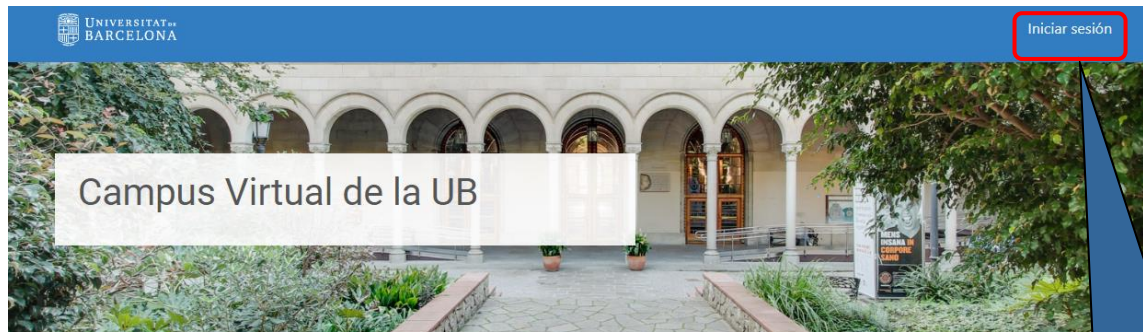 UNIVERSITAT DE
BARCELONA
Iniciar sesión
Campus Virtual de la UB
MENS
INSANA IN
CORPORE
SANO